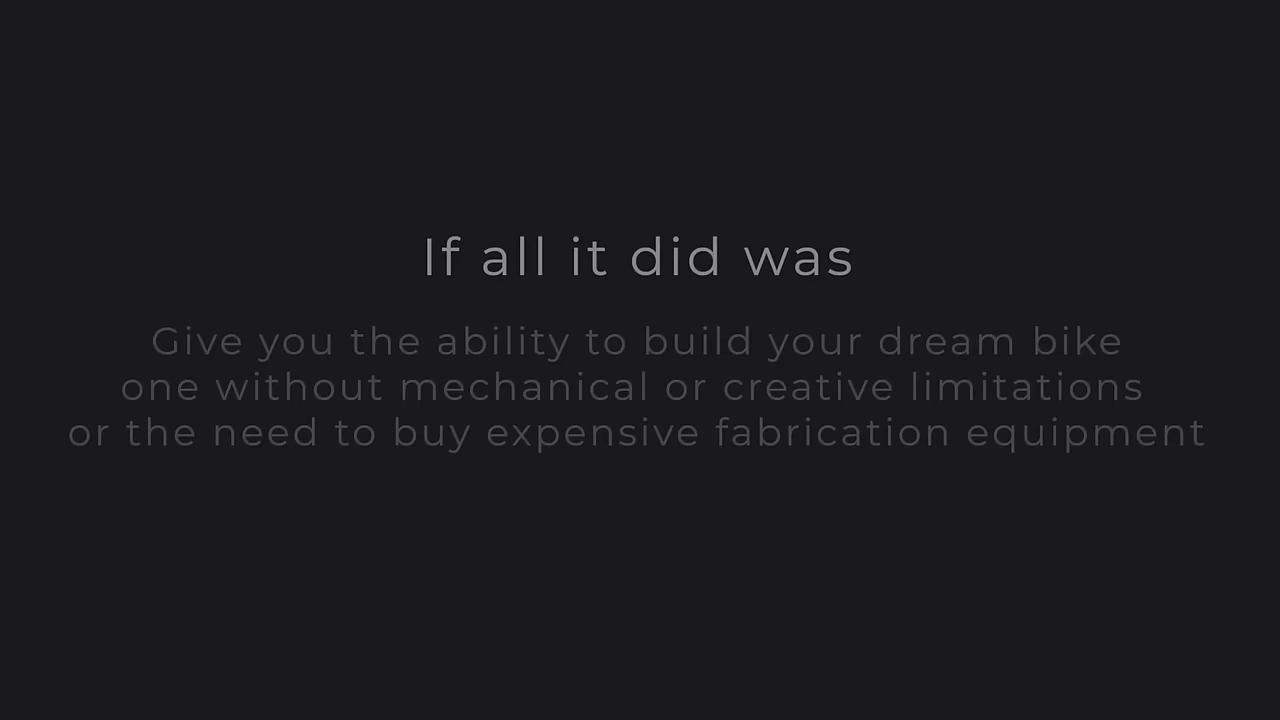 If all it did was
Give you the ability to build your dream bike
one without mechanical or creative limitations
or the need to buy expensive fabrication equipment